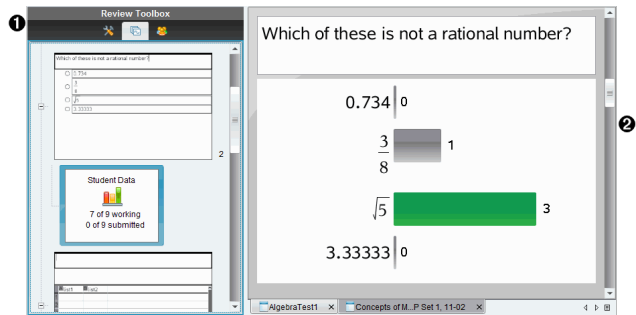 ❶
Review Toolbox
Which of these is not a rational number?
0.734
3
8
√5
3.33333
2
Student Data
7 of 9 working
0 of 9 submitted
❷
Which of these is not a rational number?
0.734 0
3
8
1
√5 3
3.33333 0
AlgebraTest1 ×
Concepts of M...P Set 1, 11-02 ×